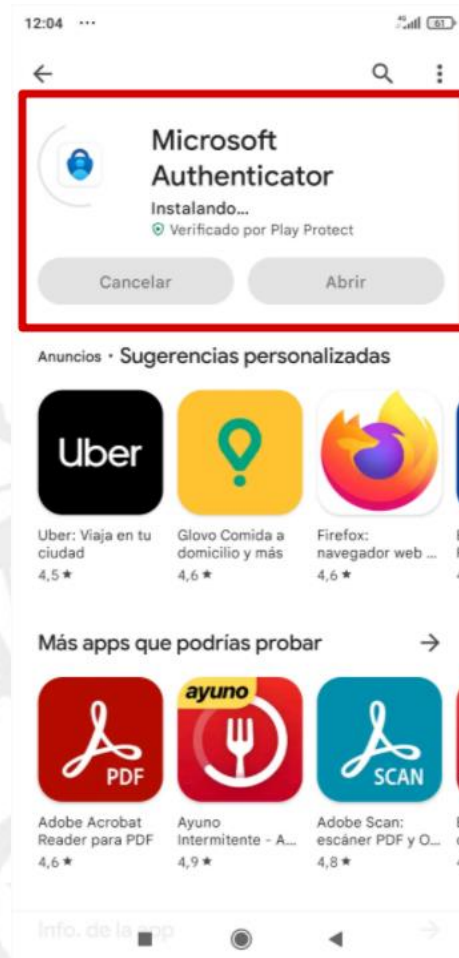 12:04 ...
4G 61
Microsoft
Authenticator
Instalando...
Verificado por Play Protect
Cancelar
Abrir
Anuncios · Sugerencias personalizadas
Uber
Uber: Viaja en tu
ciudad
4,5 ★
Glovo Comida a
domicilio y más
4,6 ★
Firefox:
navegador web ...
4,6 ★
Más apps que podrías probar
PDF
ayuno
SCAN
Adobe Acrobat
Reader para PDF
4,6 ★
Ayuno
Intermitente - A...
4,9 ★
Adobe Scan:
escáner PDF y O...
4,8 ★
Info. de la app